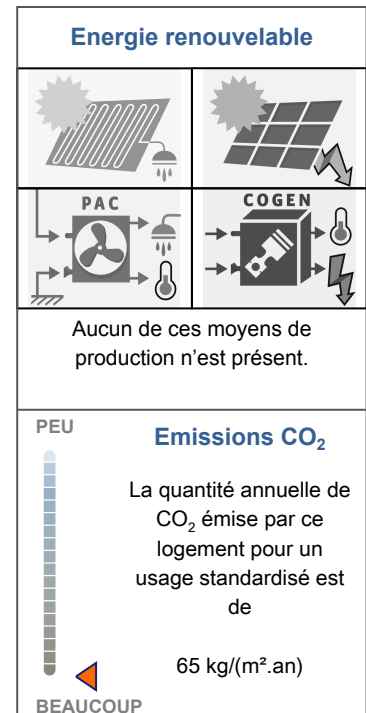 Energie renouvelable
PAC
COGEN
Aucun de ces moyens de
production n'est présent.
PEU
Emissions CO₂
La quantité annuelle de
CO₂ émise par ce
logement pour un
usage standardisé est
de
65 kg/(m².an)
BEAUCOUP